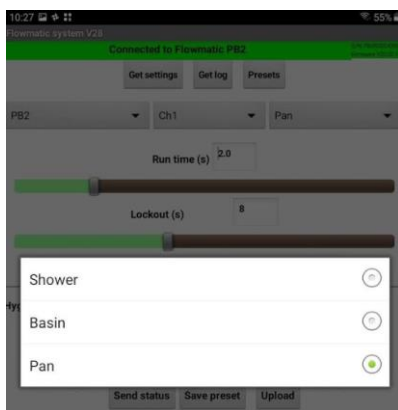 10:27 55%
Flowmatic system V28
Connected to Flowmatic PB2
Get settings Get log Presets
PB2 Ch1 Pan
Run time (s) 2.0
Lockout (s) 8
Shower
Basin
Pan
Send status Save preset Upload